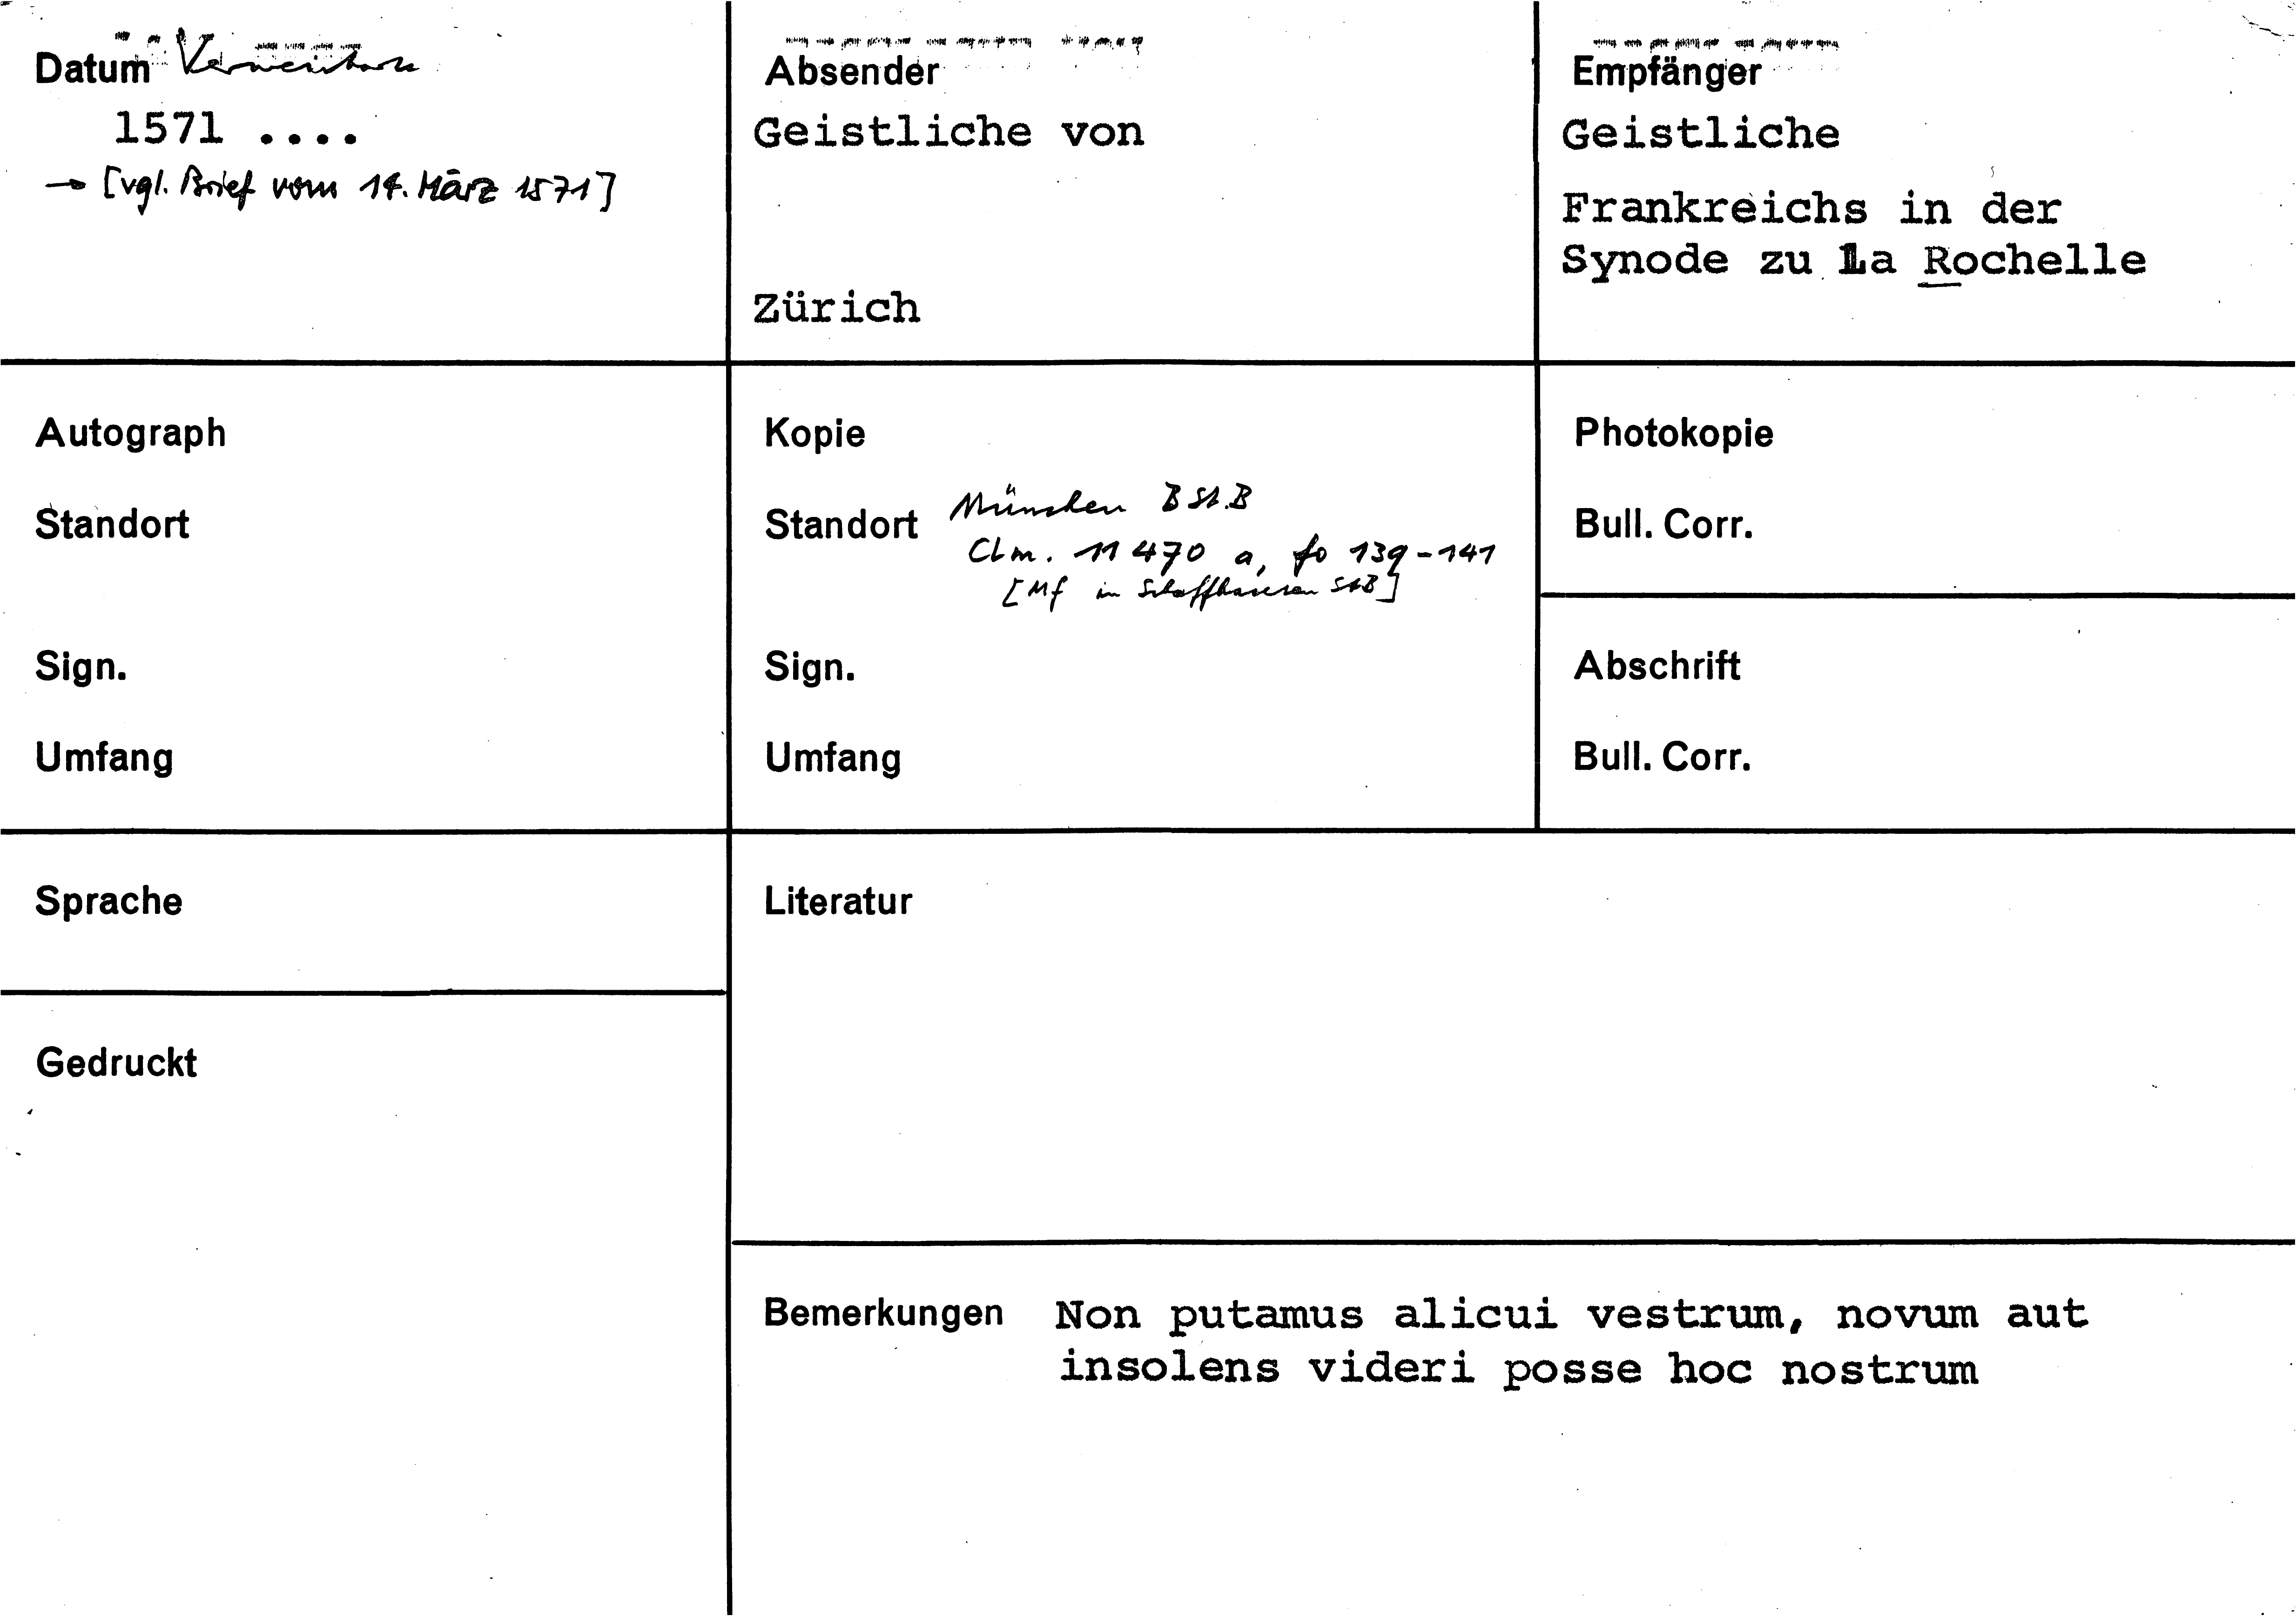 Datum
1571 ....
→ [vgl. Brief vom 14. März 1571]
Absender
Geistliche von
Zürich
Empfänger
Geistliche
Frankreichs in der
Synode zu La Rochelle
Autograph
Standort
Sign.
Umfang
Kopie
Standort München BSt.B
Clm. 11470 a, fo 139-141
[Mf in Schaffhausen StB]
Sign.
Umfang
Photokopie
Bull. Corr.
Abschrift
Bull. Corr.
Sprache
Gedruckt
Literatur
Bemerkungen Non putamus alicui vestrum, novum aut
insolens videri posse hoc nostrum